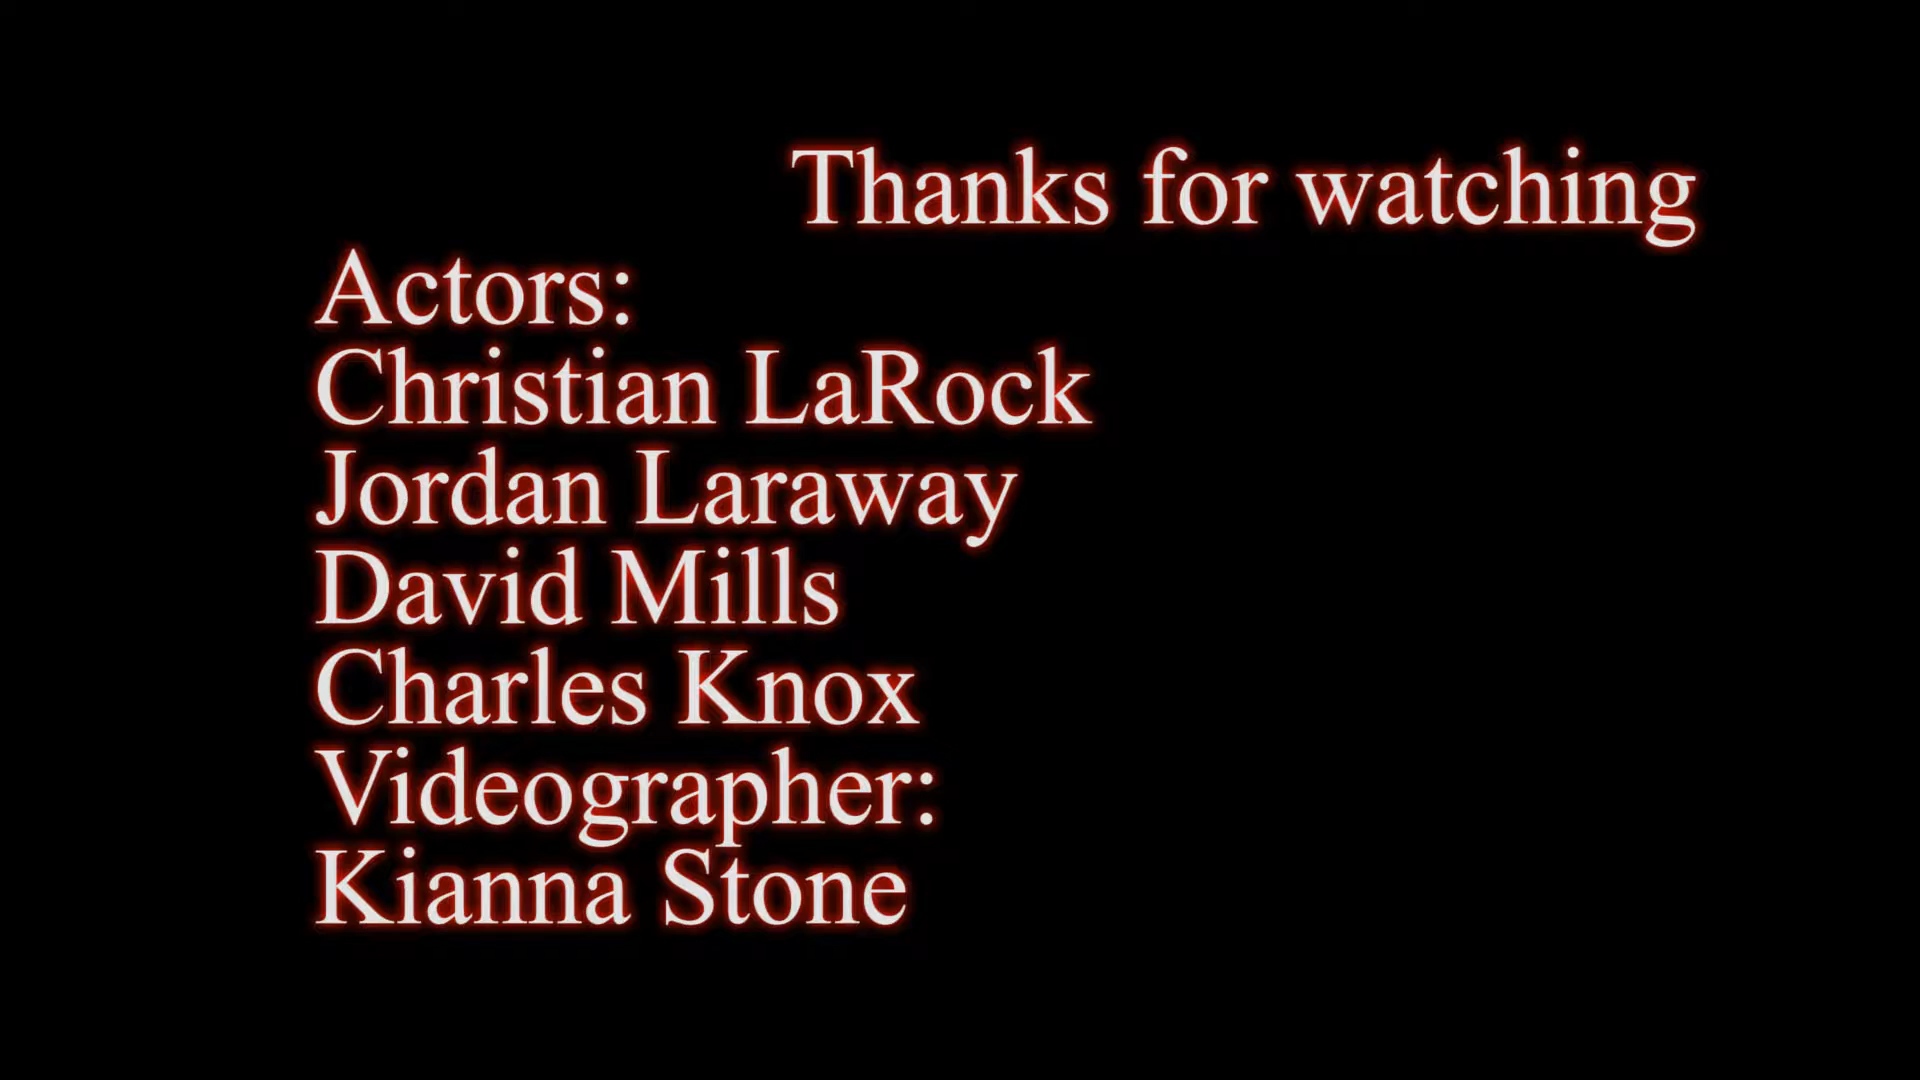 Thanks for watching
Actors:
Christian LaRock
Jordan Laraway
David Mills
Charles Knox
Videographer:
Kianna Stone